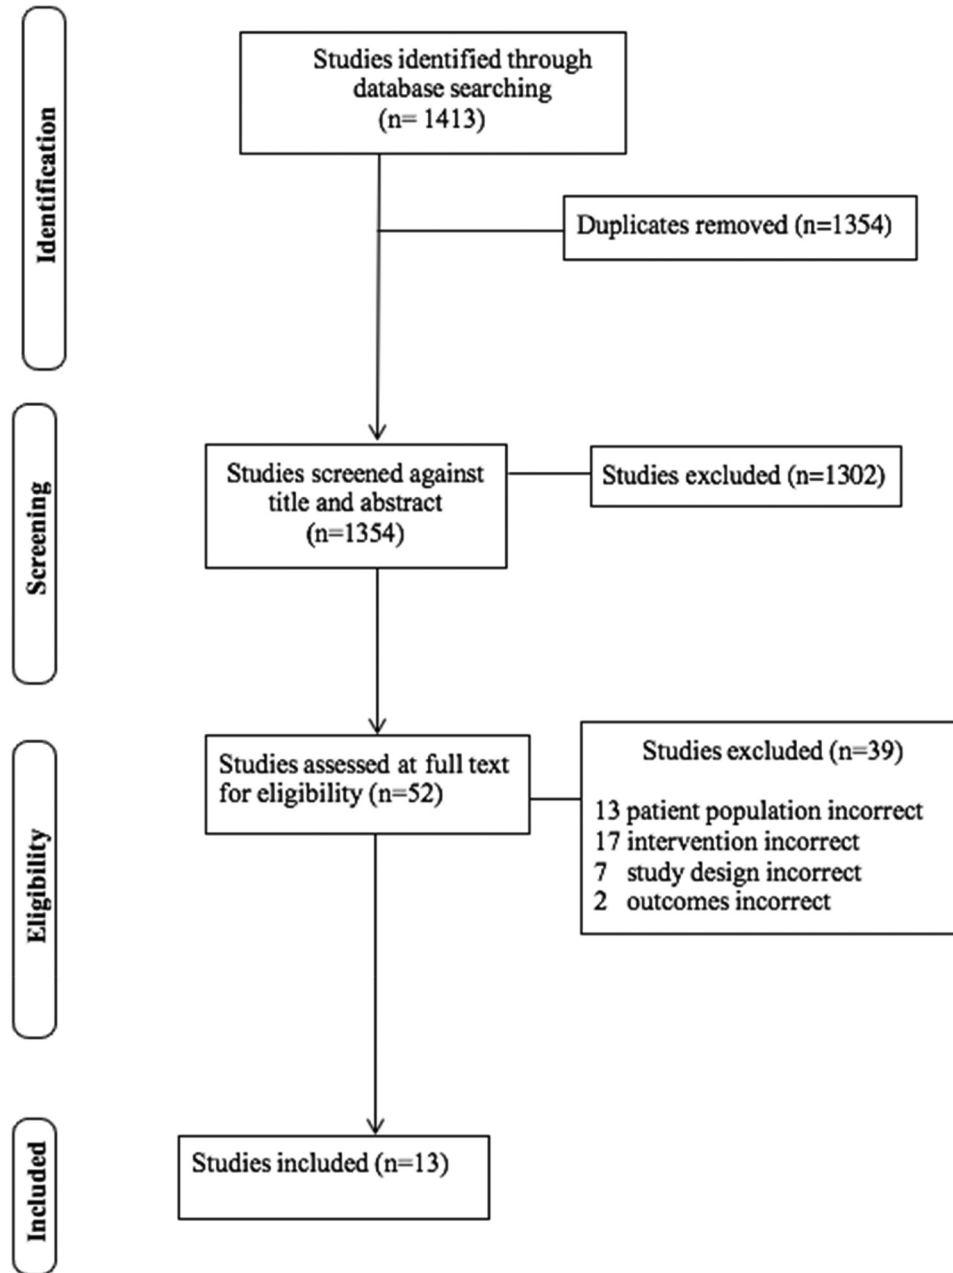 Identification
Studies identified through
database searching
(n= 1413)
Duplicates removed (n=1354)
Screening
Studies screened against
title and abstract
(n=1354)
Studies excluded (n=1302)
Eligibility
Studies assessed at full text
for eligibility (n=52)
Studies excluded (n=39)
13 patient population incorrect
17 intervention incorrect
7 study design incorrect
2 outcomes incorrect
Included
Studies included (n=13)